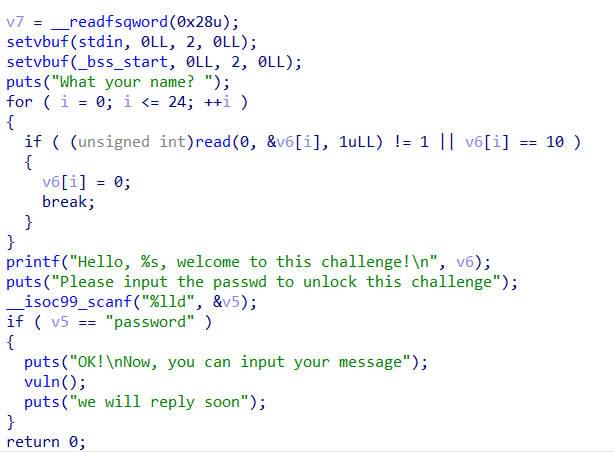 v7 = __readfsqword(0x28u);
setvbuf(stdin, 0LL, 2, 0LL);
setvbuf(_bss_start, 0LL, 2, 0LL);
puts("What your name? ");
for ( i = 0; i <= 24; ++i )
{
  if ( (unsigned int)read(0, &v6[i], 1uLL) != 1 || v6[i] == 10 )
  {
    v6[i] = 0;
    break;
  }
}
printf("Hello, %s, welcome to this challenge!\n", v6);
puts("Please input the passwd to unlock this challenge");
__isoc99_scanf("%lld", &v5);
if ( v5 == "password" )
{
  puts("OK!\nNow, you can input your message");
  vuln();
  puts("we will reply soon");
}
return 0;